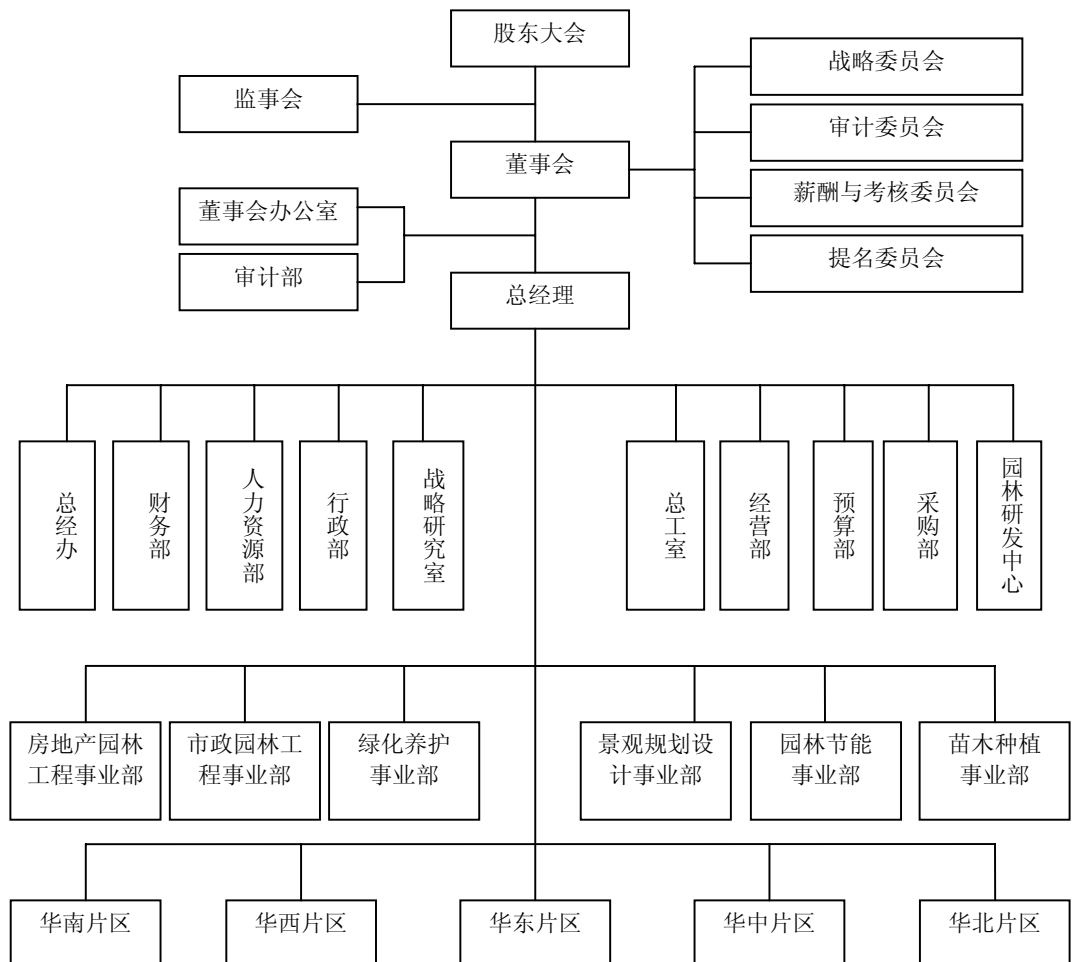 股东大会
战略委员会
监事会
审计委员会
董事会
薪酬与考核委员会
董事会办公室
提名委员会
审计部
总经理
总经办
财务部
人力资源部
行政部
战略研究室
总工室
经营部
预算部
采购部
园林研发中心
房地产园林
工程事业部
市政园林工
程事业部
绿化养护
事业部
景观规划设
计事业部
园林节能
事业部
苗木种植
事业部
华南片区
华西片区
华东片区
华中片区
华北片区